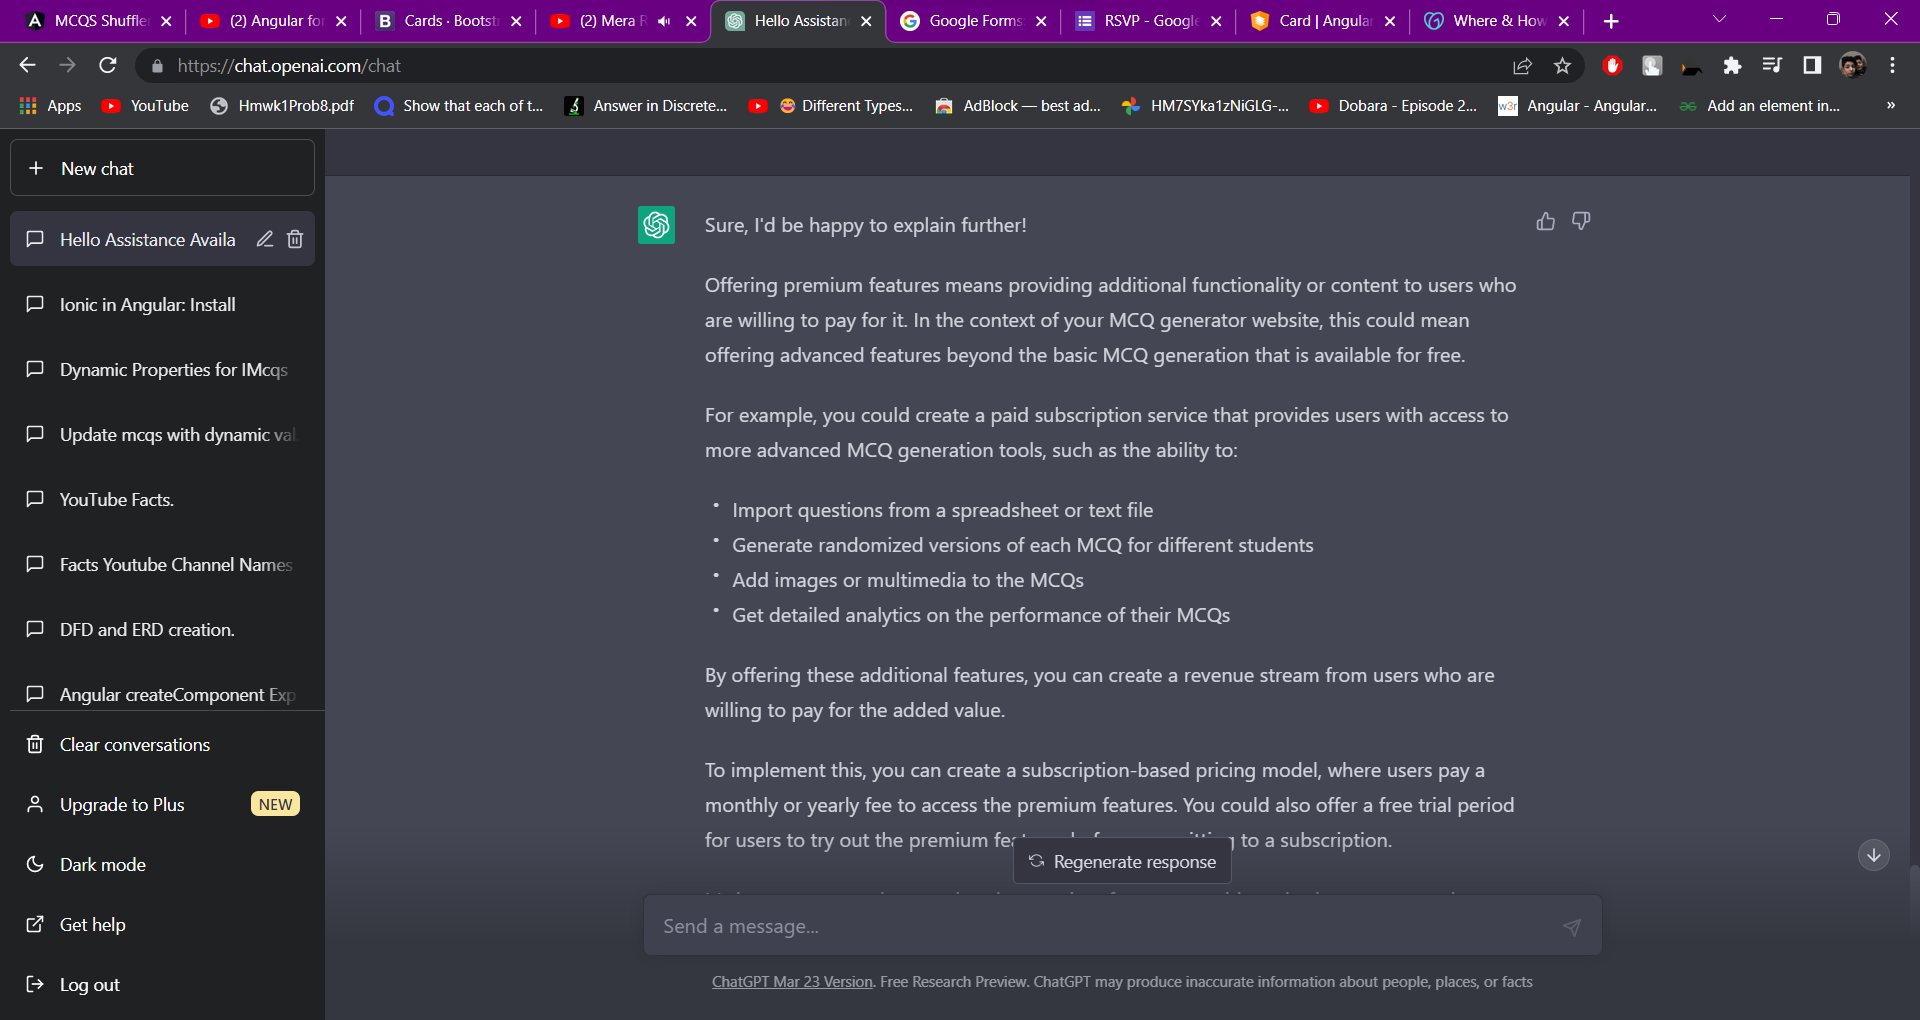 MCQS Shuffle
(2) Angular fo
Cards · Bootst
(2) Mera
Hello Assistan
Google Forms
RSVP - Google
Card | Angular
Where & How
https://chat.openai.com/chat
Apps
YouTube
Hmwk1Prob8.pdf
Show that each of t...
Answer in Discrete...
Different Types...
AdBlock — best ad...
HM7SYka1zNiGLG-...
Dobara - Episode 2...
Angular - Angular...
Add an element in...
»
New chat
Hello Assistance Availa
Ionic in Angular: Install
Dynamic Properties for IMcqs
Update mcqs with dynamic val
YouTube Facts.
Facts Youtube Channel Names
DFD and ERD creation.
Angular createComponent Exp
Clear conversations
Upgrade to Plus NEW
Dark mode
Get help
Log out
Sure, I'd be happy to explain further!
Offering premium features means providing additional functionality or content to users who
are willing to pay for it. In the context of your MCQ generator website, this could mean
offering advanced features beyond the basic MCQ generation that is available for free.
For example, you could create a paid subscription service that provides users with access to
more advanced MCQ generation tools, such as the ability to:
• Import questions from a spreadsheet or text file
• Generate randomized versions of each MCQ for different students
• Add images or multimedia to the MCQs
• Get detailed analytics on the performance of their MCQs
By offering these additional features, you can create a revenue stream from users who are
willing to pay for the added value.
To implement this, you can create a subscription-based pricing model, where users pay a
monthly or yearly fee to access the premium features. You could also offer a free trial period
for users to try out the premium to a subscription.
Regenerate response
Send a message...
ChatGPT Mar 23 Version. Free Research Preview. ChatGPT may produce inaccurate information about people, places, or facts